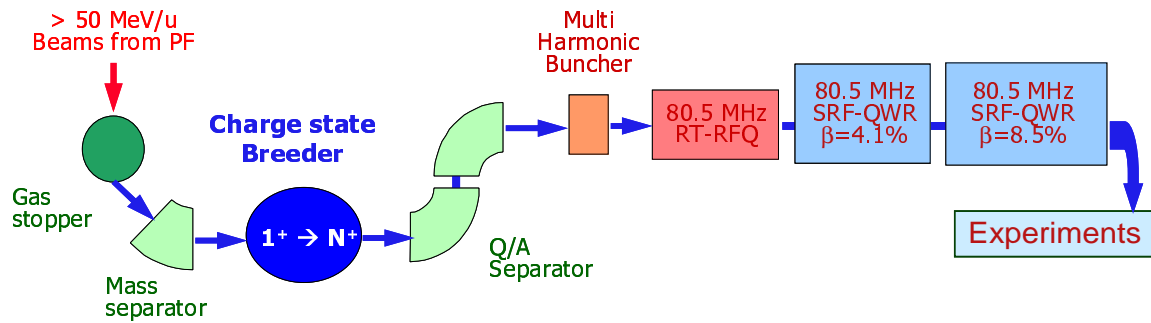 > 50 MeV/u
Beams from PF
Gas
stopper
Mass
separator
Charge state
Breeder
1⁺ → N⁺
Q/A
Separator
Multi
Harmonic
Buncher
80.5 MHz
RT-RFQ
80.5 MHz
SRF-QWR
β=4.1%
80.5 MHz
SRF-QWR
β=8.5%
Experiments